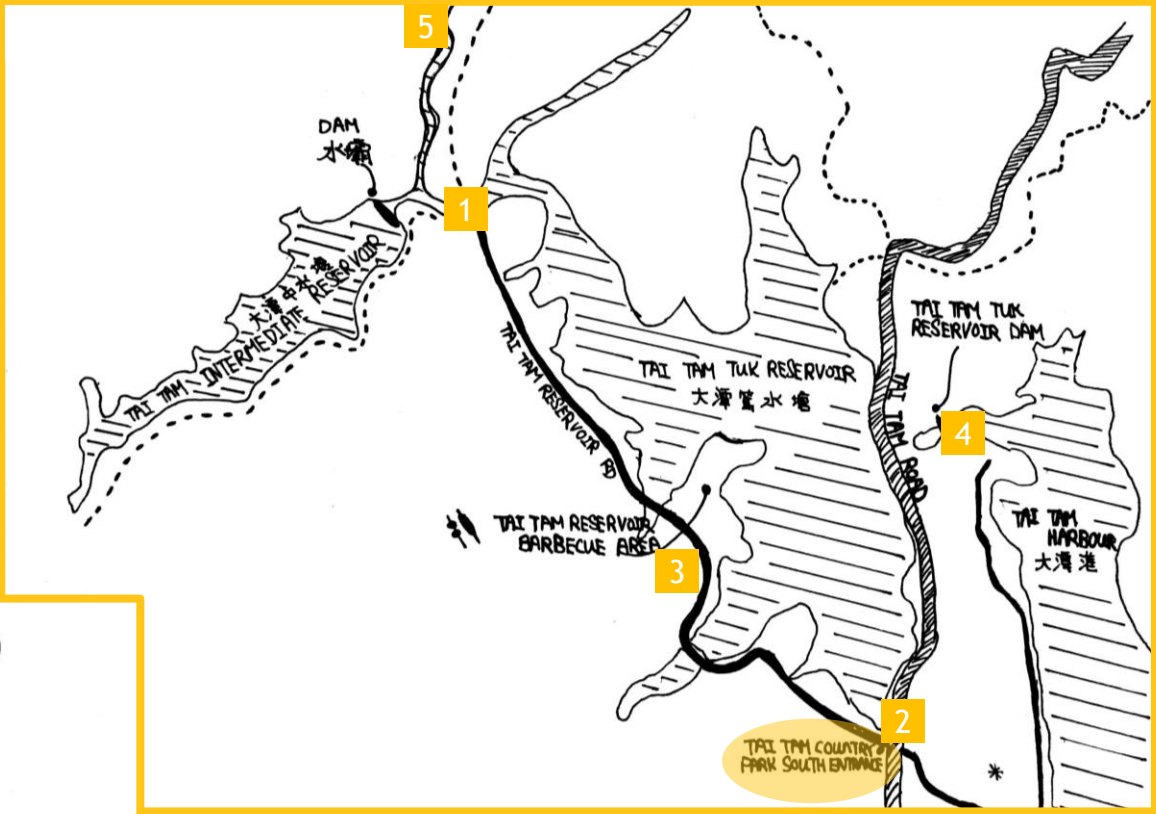 5
DAM
水壩
1
大潭中水塘
TAI TAM INTERMEDIATE RESERVOIR
TAI TAM RESERVOIR RD
TAI TAM TUK RESERVOIR
大潭篤水塘
TAI TAM ROAD
TAI TAM TUK
RESERVOIR DAM
4
TAI TAM RESERVOIR
BARBECUE AREA
3
TAI TAM
HARBOUR
大潭港
2
TAI TAM COUNTRY
PARK SOUTH ENTRANCE
*